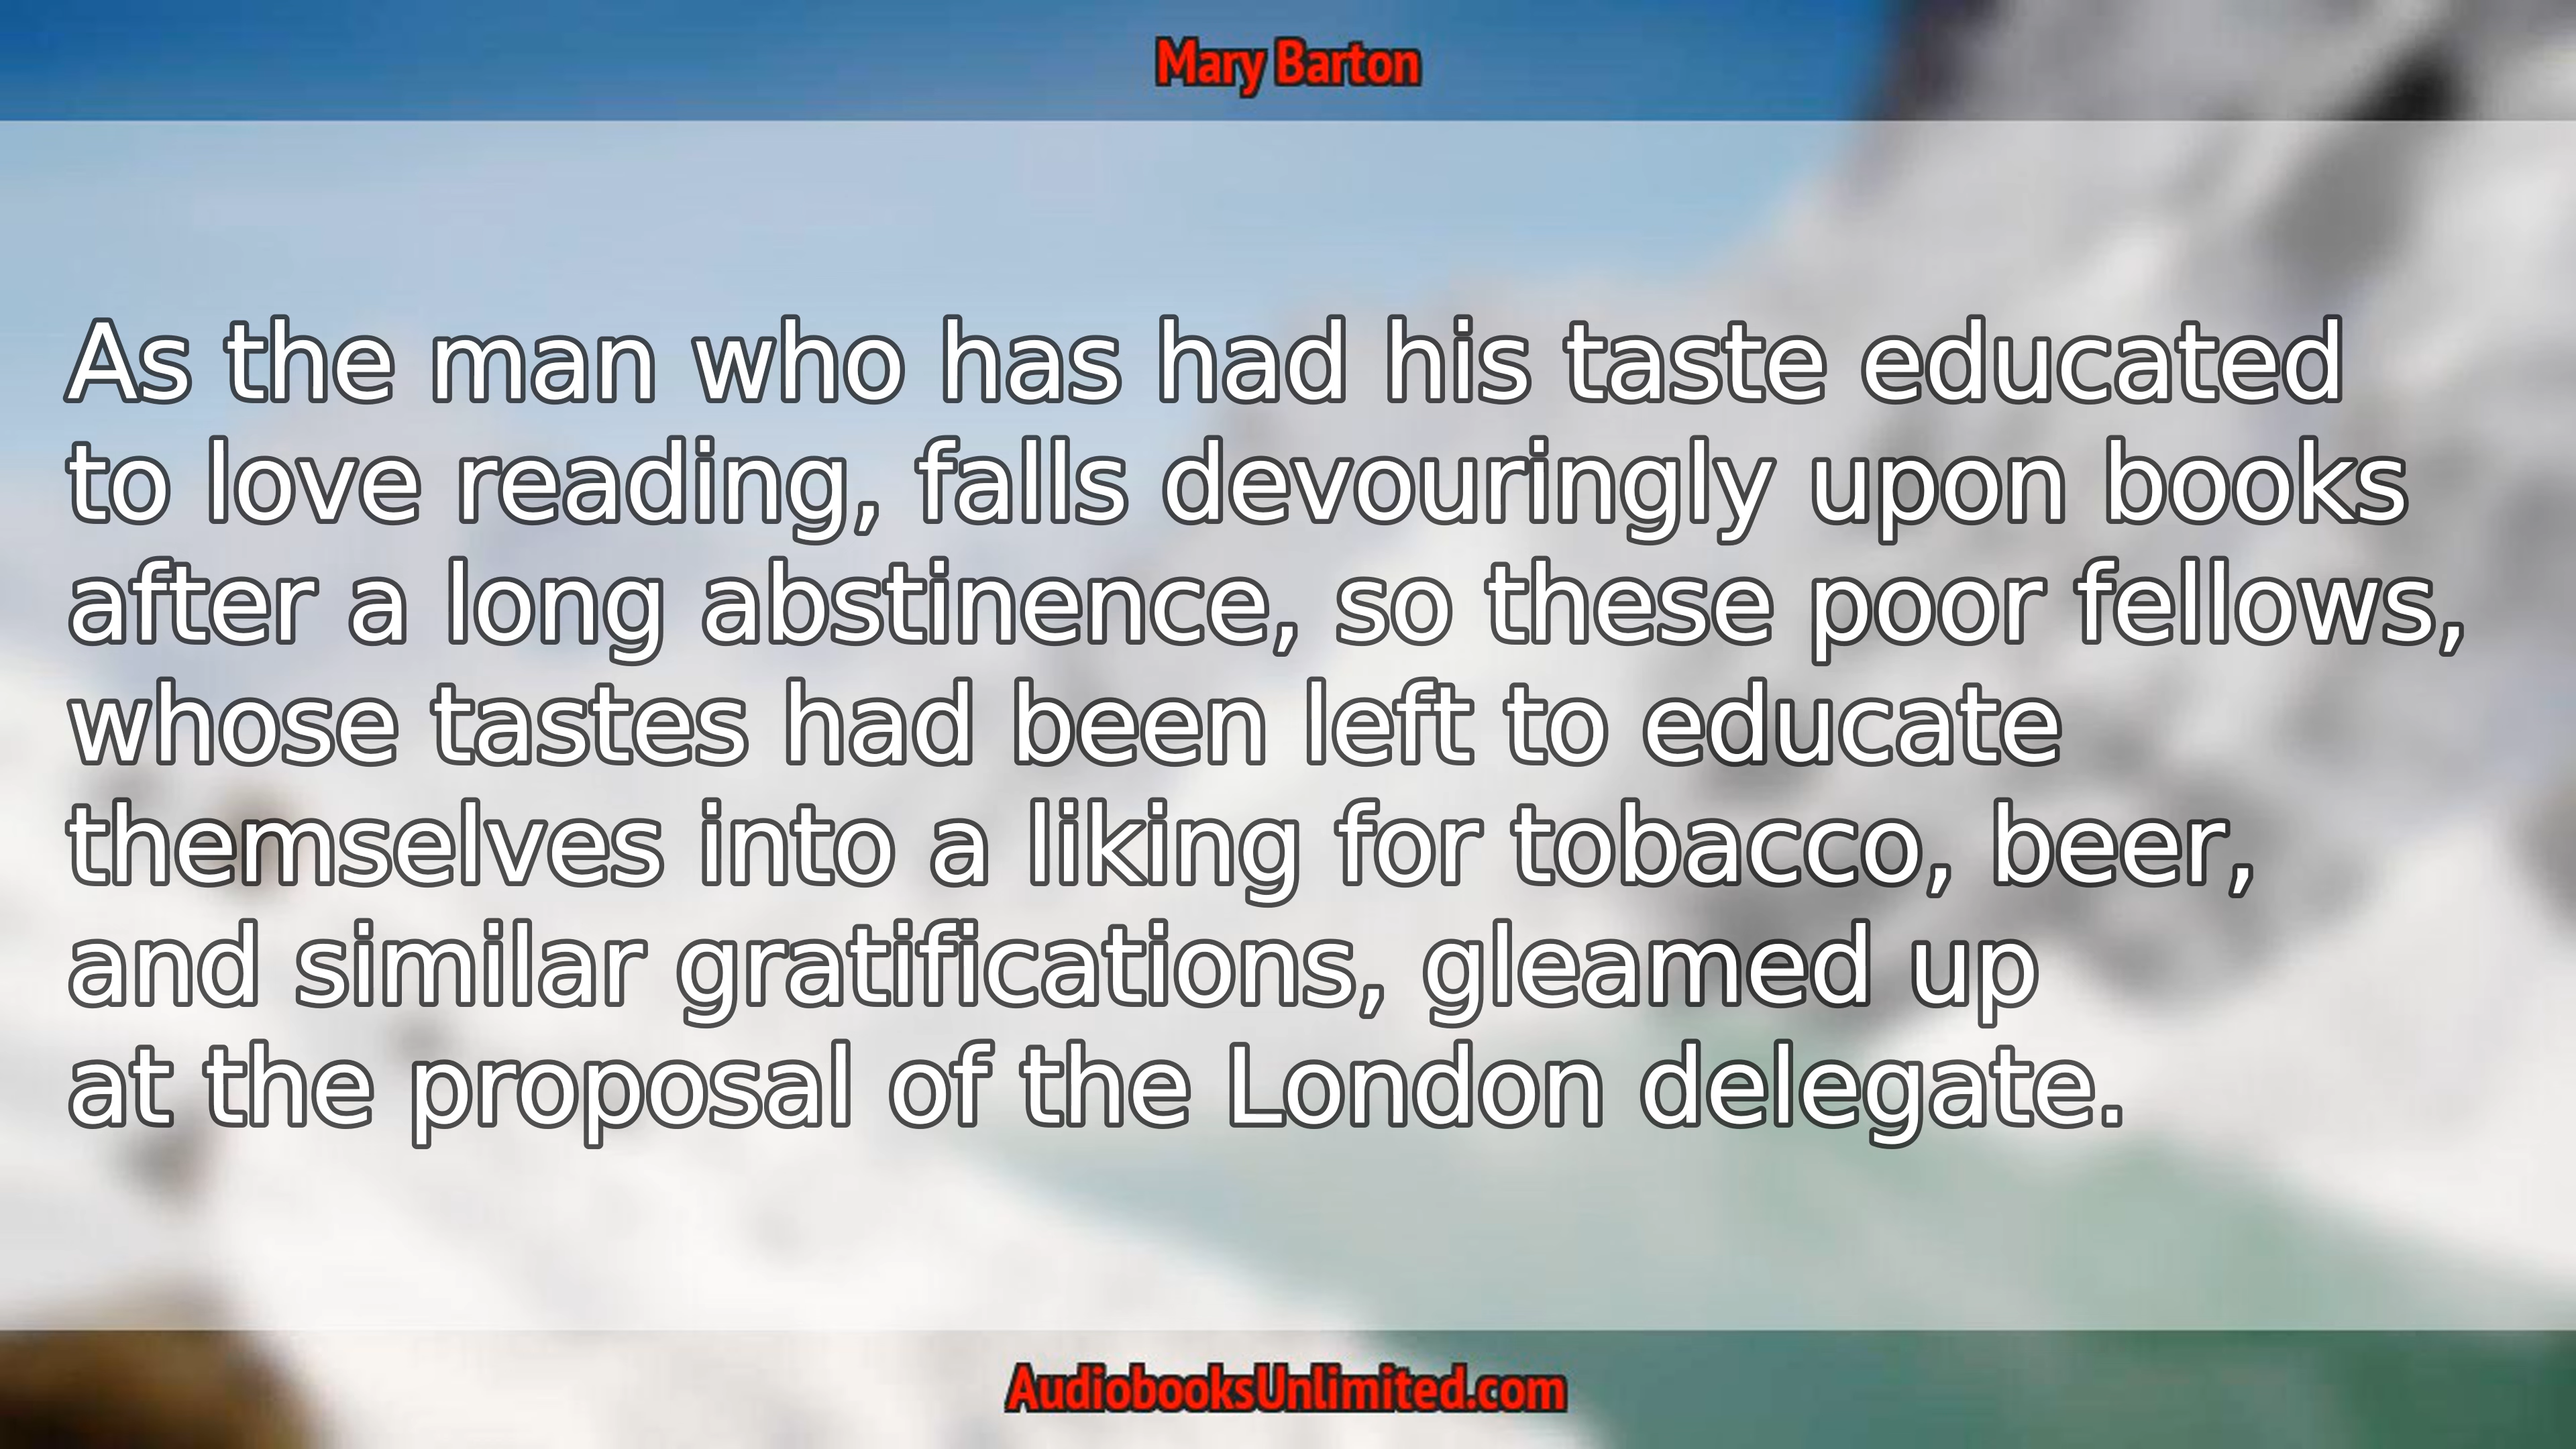 Mary Barton
As the man who has had his taste educated
to love reading, falls devouringly upon books
after a long abstinence, so these poor fellows,
whose tastes had been left to educate
themselves into a liking for tobacco, beer,
and similar gratifications, gleamed up
at the proposal of the London delegate.
AudiobooksUnlimited.com